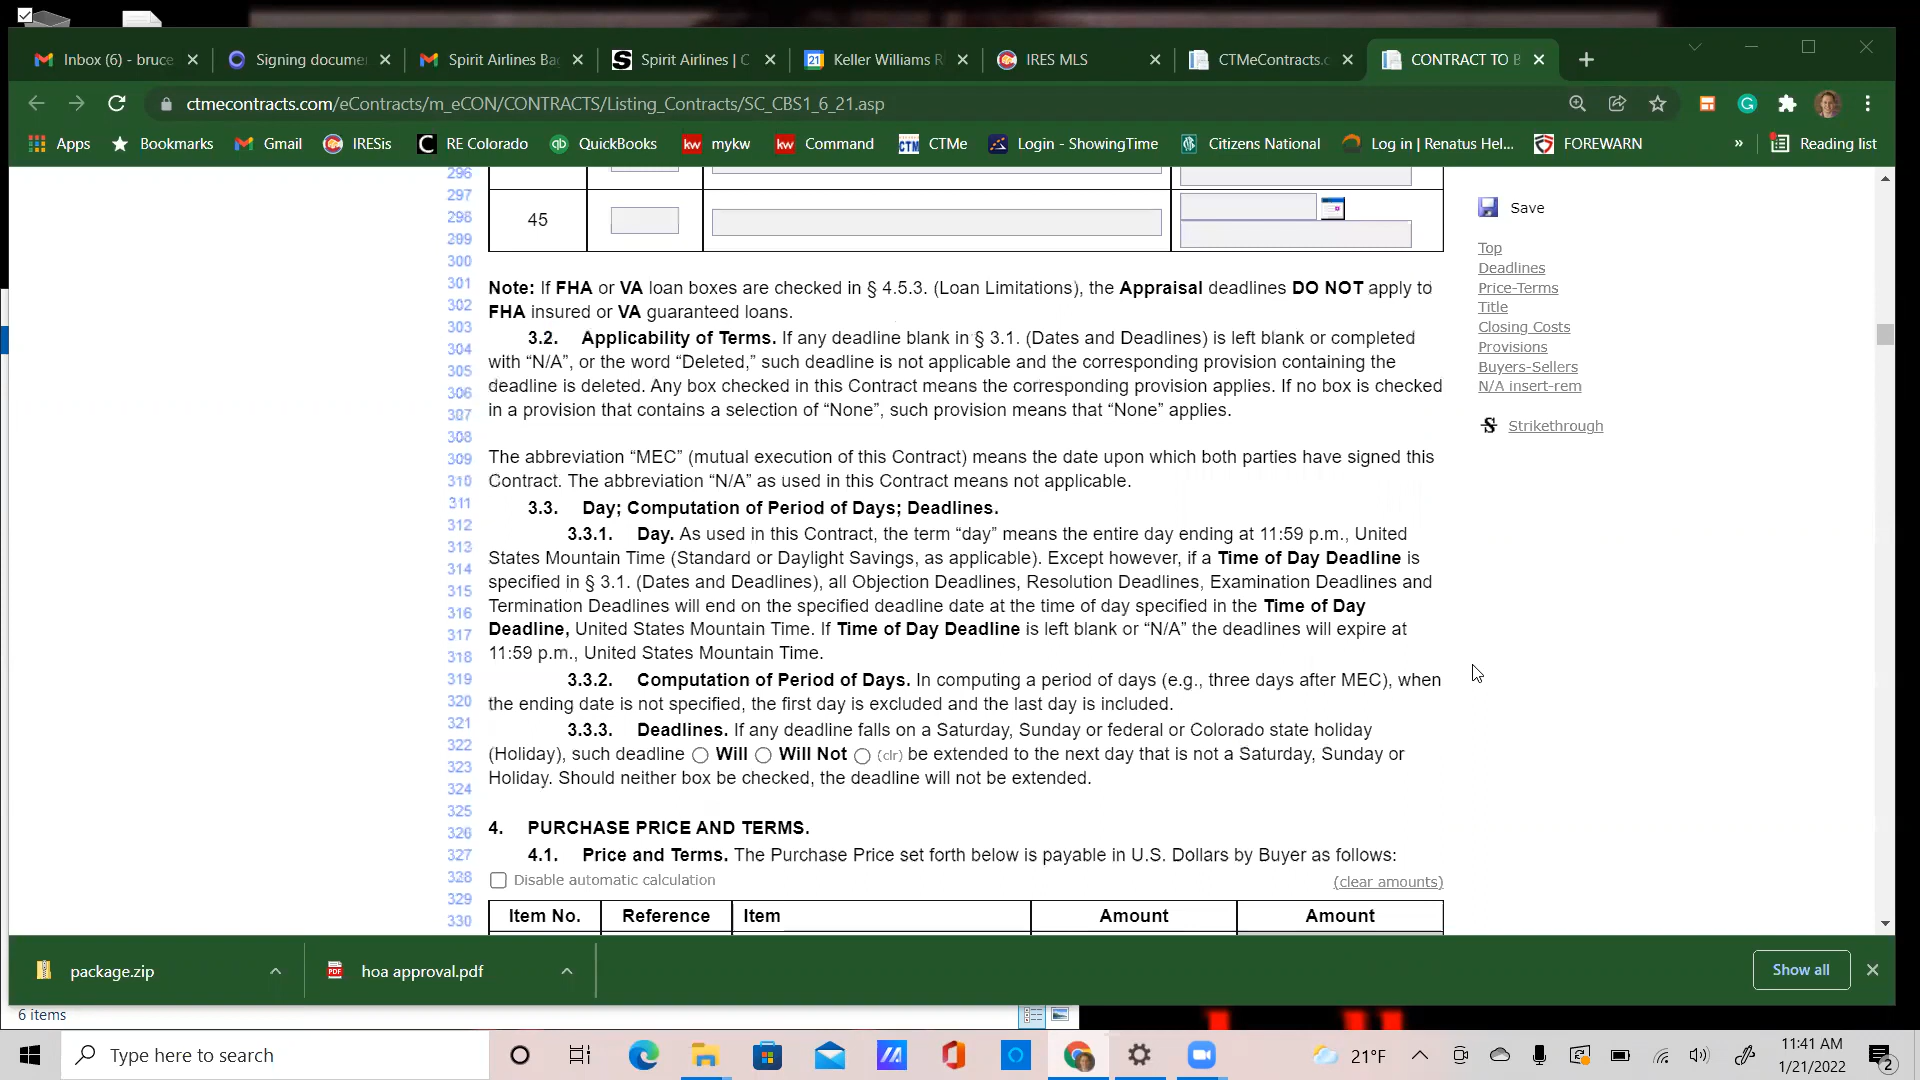 Inbox (6) - bruce
Signing docume
Spirit Airlines Ba
Spirit Airlines | C
Keller Williams R
IRES MLS
CTMeContracts.c
CONTRACT TO B
ctmecontracts.com/eContracts/m_eCON/CONTRACTS/Listing_Contracts/SC_CBS1_6_21.asp
Apps
Bookmarks
Gmail
IRESis
RE Colorado
QuickBooks
mykw
Command
CTMe
Login - ShowingTime
Citizens National
Log in | Renatus Hel...
FOREWARN
»
Reading list
296
297
298 45
299
300
301 Note: If FHA or VA loan boxes are checked in § 4.5.3. (Loan Limitations), the Appraisal deadlines DO NOT apply to
302 FHA insured or VA guaranteed loans.
303 3.2. Applicability of Terms. If any deadline blank in § 3.1. (Dates and Deadlines) is left blank or completed
304 with “N/A”, or the word “Deleted,” such deadline is not applicable and the corresponding provision containing the
305 deadline is deleted. Any box checked in this Contract means the corresponding provision applies. If no box is checked
306
307 in a provision that contains a selection of “None”, such provision means that “None” applies.
308
309 The abbreviation “MEC” (mutual execution of this Contract) means the date upon which both parties have signed this
310 Contract. The abbreviation “N/A” as used in this Contract means not applicable.
311 3.3. Day; Computation of Period of Days; Deadlines.
312 3.3.1. Day. As used in this Contract, the term “day” means the entire day ending at 11:59 p.m., United
313 States Mountain Time (Standard or Daylight Savings, as applicable). Except however, if a Time of Day Deadline is
314
315 specified in § 3.1. (Dates and Deadlines), all Objection Deadlines, Resolution Deadlines, Examination Deadlines and
316 Termination Deadlines will end on the specified deadline date at the time of day specified in the Time of Day
317 Deadline, United States Mountain Time. If Time of Day Deadline is left blank or “N/A” the deadlines will expire at
318 11:59 p.m., United States Mountain Time.
319 3.3.2. Computation of Period of Days. In computing a period of days (e.g., three days after MEC), when
320 the ending date is not specified, the first day is excluded and the last day is included.
321 3.3.3. Deadlines. If any deadline falls on a Saturday, Sunday or federal or Colorado state holiday
322 (Holiday), such deadline Will Will Not (clr) be extended to the next day that is not a Saturday, Sunday or
323
324 Holiday. Should neither box be checked, the deadline will not be extended.
325
326 4. PURCHASE PRICE AND TERMS.
327 4.1. Price and Terms. The Purchase Price set forth below is payable in U.S. Dollars by Buyer as follows:
328 Disable automatic calculation (clear amounts)
329
330 Item No. Reference Item Amount Amount
Save
Top
Deadlines
Price-Terms
Title
Closing Costs
Provisions
Buyers-Sellers
N/A insert-rem
S Strikethrough
package.zip
hoa approval.pdf
Show all
6 items
Type here to search
21°F
11:41 AM
1/21/2022
2